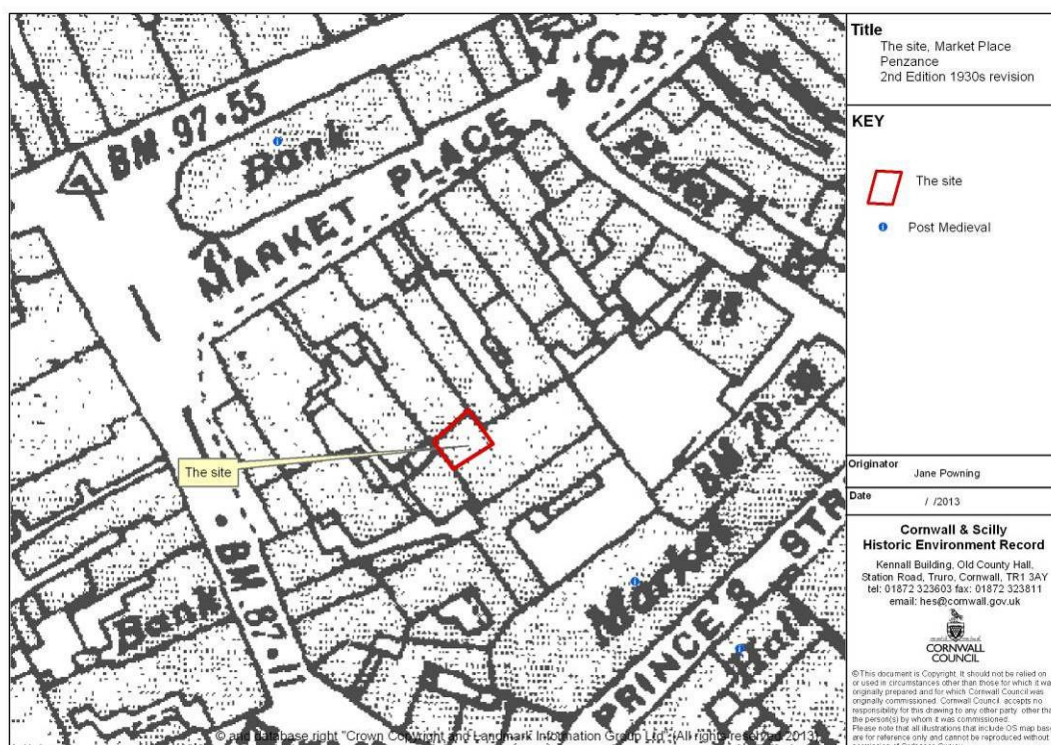 BM. 97.55
Bank
MARKET PLACE
T.C.B
87
78
The site
BM. 87.11
Bank
BM. 70.
Market
PRINCE'S STR
Hall
Title
The site, Market Place
Penzance
2nd Edition 1930s revision
KEY
The site
Post Medieval
Originator
Jane Powning
Date
/ /2013
Cornwall & Scilly
Historic Environment Record
Kennall Building, Old County Hall,
Station Road, Truro, Cornwall, TR1 3AY
tel: 01872 323603 fax: 01872 323811
email: hes@cornwall.gov.uk
CORNWALL
COUNCIL
©This document is Copyright. It should not be relied on
or used in circumstances other than those for which it was
originally prepared and for which Cornwall Council was
originally commissioned. Cornwall Council accepts no
responsibility for this drawing to any other party other tha
the person(s) by whom it was commissioned.
Please note that all illustrations that include OS map base
are for reference only and cannot be reproduced without
© and database right "Crown Copyright and Landmark Information Group Ltd" (All rights reserved 2013)